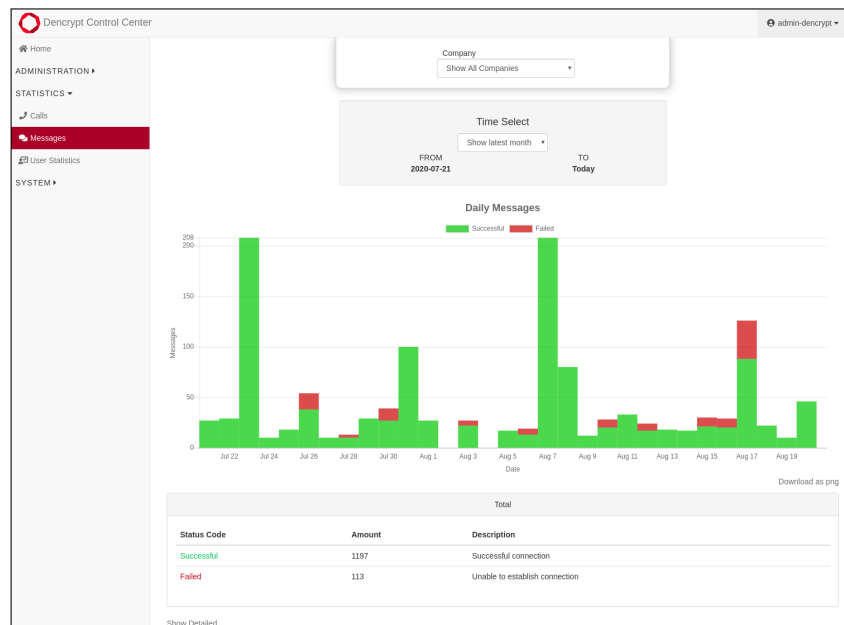 Dencrypt Control Center
admin-dencrypt
Home
ADMINISTRATION
STATISTICS
Calls
Messages
User Statistics
SYSTEM
Company
Show All Companies
Time Select
Show latest month
FROM TO
2020-07-21 Today
Daily Messages
Successful Failed
208
200
150
100
50
0
Messages
Jul 22 Jul 24 Jul 26 Jul 28 Jul 30 Aug 1 Aug 3 Aug 5 Aug 7 Aug 9 Aug 11 Aug 13 Aug 15 Aug 17 Aug 19
Date
Download as png
Total
Status Code Amount Description
Successful 1197 Successful connection
Failed 113 Unable to establish connection
Show Detailed